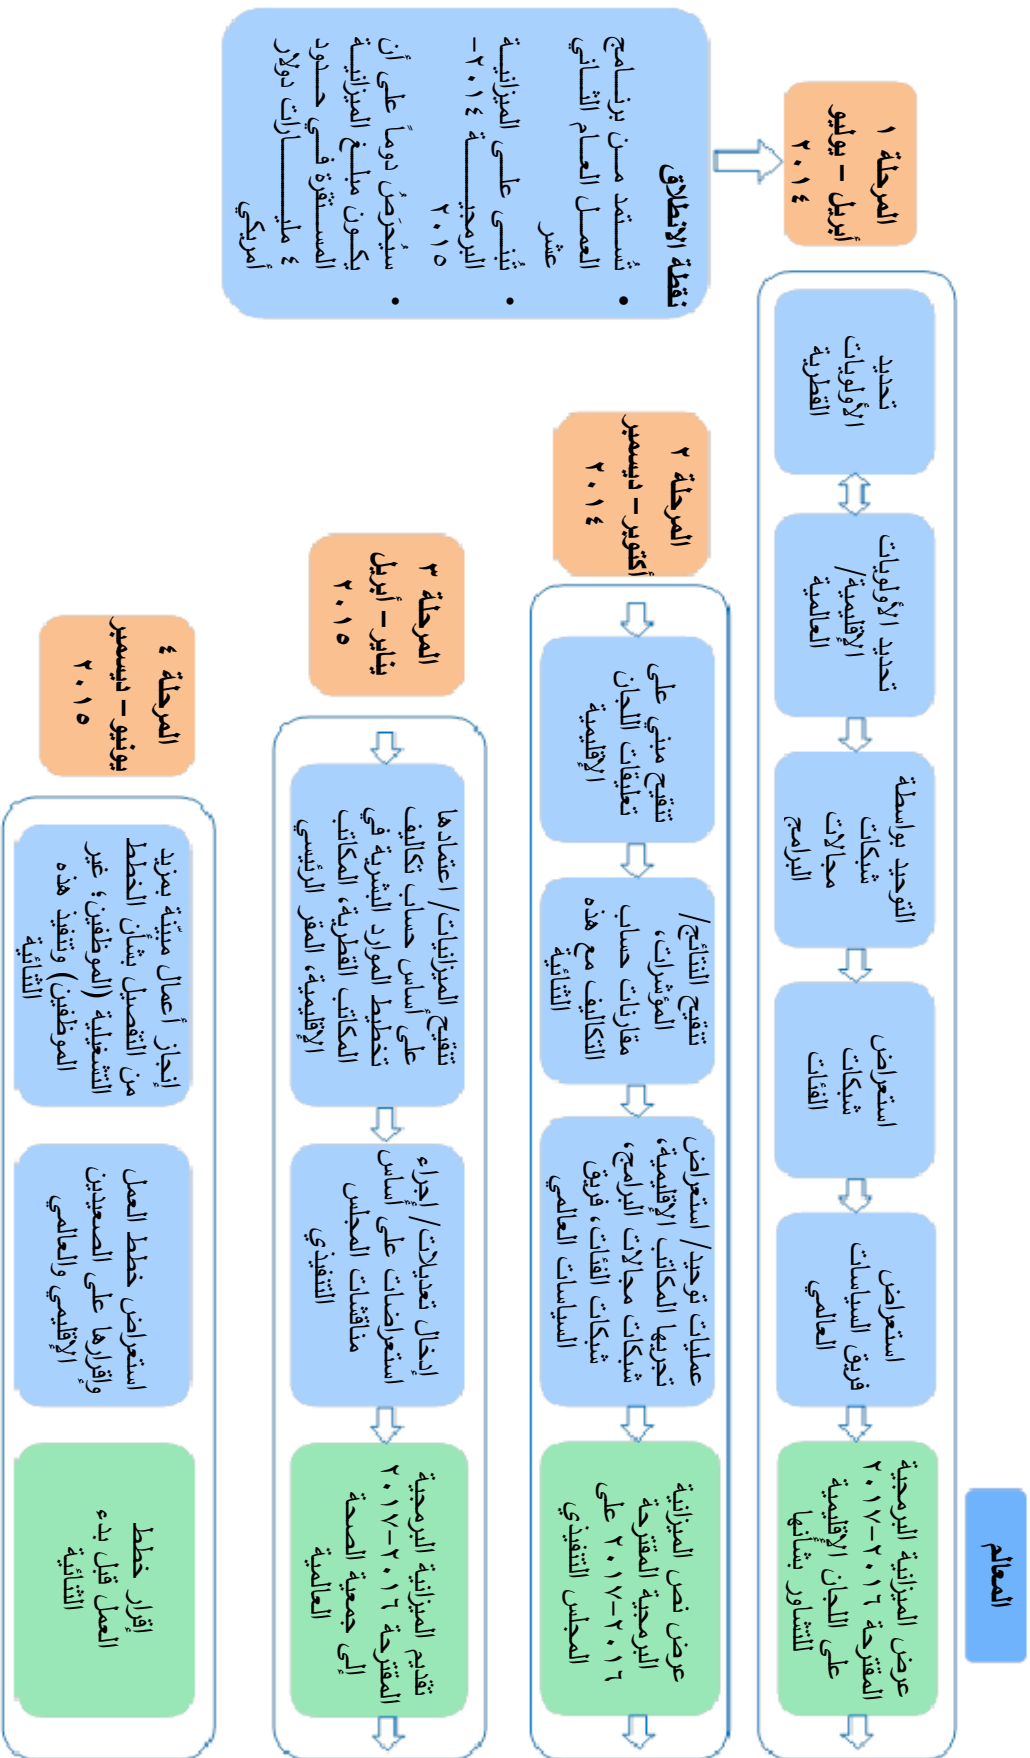 المعالم
المرحلة ١
أبريل – يوليو
٢٠١٤
تحديد
الأولويات
القطرية
تحديد الأولويات
الإقليمية/
العالمية
التوحيد بواسطة
شبكات
مجالات
البرامج
استعراض
شبكات
الفئات
استعراض
فريق السياسات
العالمي
عرض الميزانية البرمجية
المقترحة ٢٠١٦-٢٠١٧
على اللجان الإقليمية
للتشاور بشأنها
نقطة الانطلاق
• تُستمد من برنامج
العمل العام الثاني
عشر
• تُبنى على الميزانية
البرمجية ٢٠١٤-
٢٠١٥
• سيُحرَصُ دوماً على أن
يكون مبلغ الميزانية
المستقرة في حدود
٤ مليارات دولار
أمريكي
المرحلة ٢
أكتوبر – ديسمبر
٢٠١٤
تنقيح مبني على
تعليقات اللجان
الإقليمية
تنقيح النتائج/
المؤشرات،
مقارنات حساب
التكاليف مع هذه
الثنائية
عمليات توحيد/ استعراض
تجريها المكاتب الإقليمية،
شبكات مجالات البرامج،
شبكات الفئات، فريق
السياسات العالمي
عرض نص الميزانية
البرمجية المقترحة
٢٠١٦-٢٠١٧ على
المجلس التنفيذي
المرحلة ٣
يناير – أبريل
٢٠١٥
تنقيح الميزانيات/ اعتمادها
على أساس حساب تكاليف
تخطيط الموارد البشرية في
المكاتب القطرية، المكاتب
الإقليمية، المقر الرئيسي
إدخال تعديلات/ إجراء
استعراضات على أساس
مناقشات المجلس
التنفيذي
تقديم الميزانية البرمجية
المقترحة ٢٠١٦-٢٠١٧
إلى جمعية الصحة
العالمية
المرحلة ٤
يونيو – ديسمبر
٢٠١٥
إنجاز أعمال مبيّنة بمزيد
من التفصيل بشأن الخطط
التشغيلية (الموظفين؛ غير
الموظفين) وتنفيذ هذه
الثنائية
استعراض خطط العمل
وإقرارها على الصعيدين
الإقليمي والعالمي
إقرار خطط
العمل قبل بدء
الثنائية